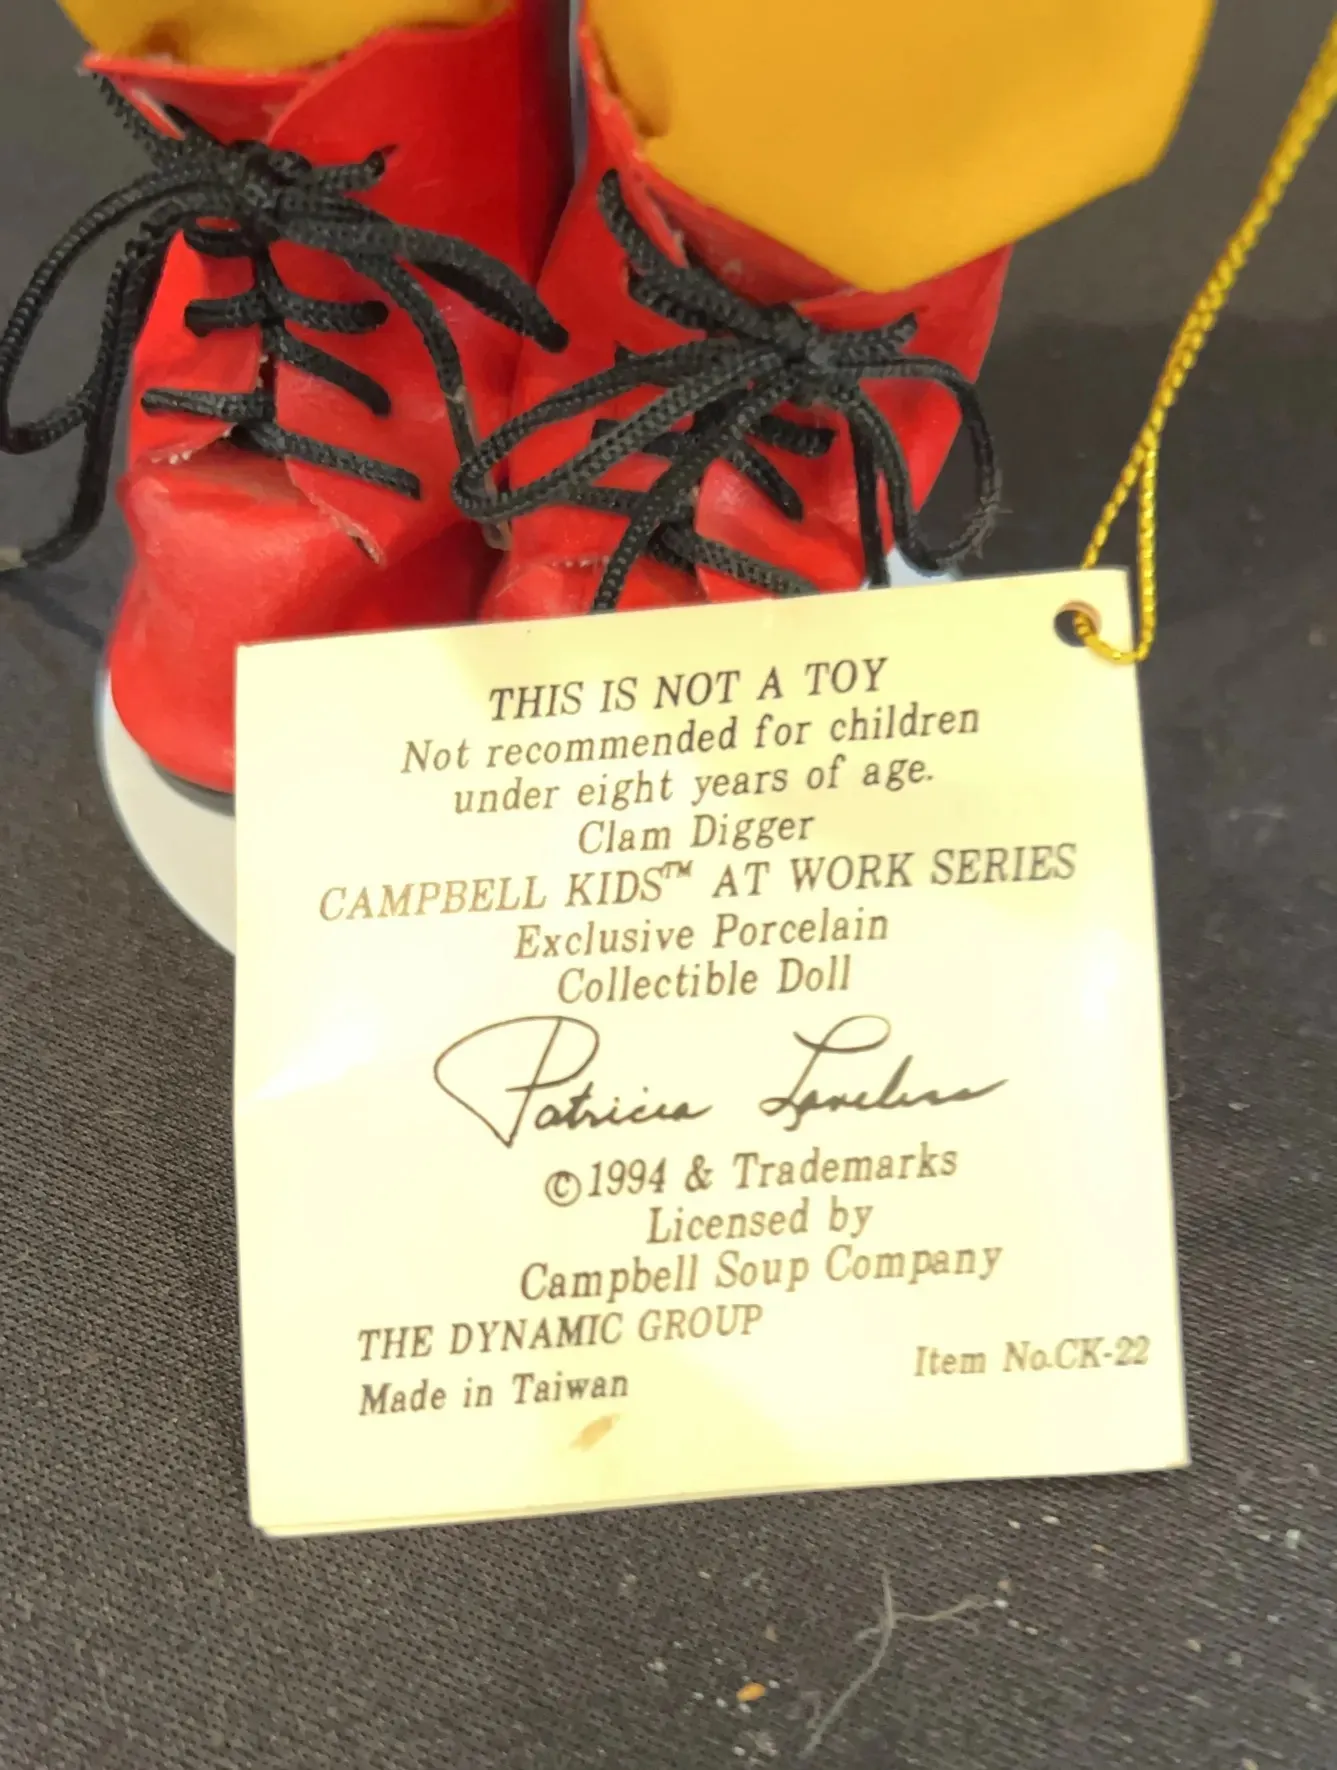 THIS IS NOT A TOY
Not recommended for children
under eight years of age.
Clam Digger
CAMPBELL KIDS™ AT WORK SERIES
Exclusive Porcelain
Collectible Doll
Patricia Loveless
©1994 & Trademarks
Licensed by
Campbell Soup Company
THE DYNAMIC GROUP
Item No.CK-22
Made in Taiwan